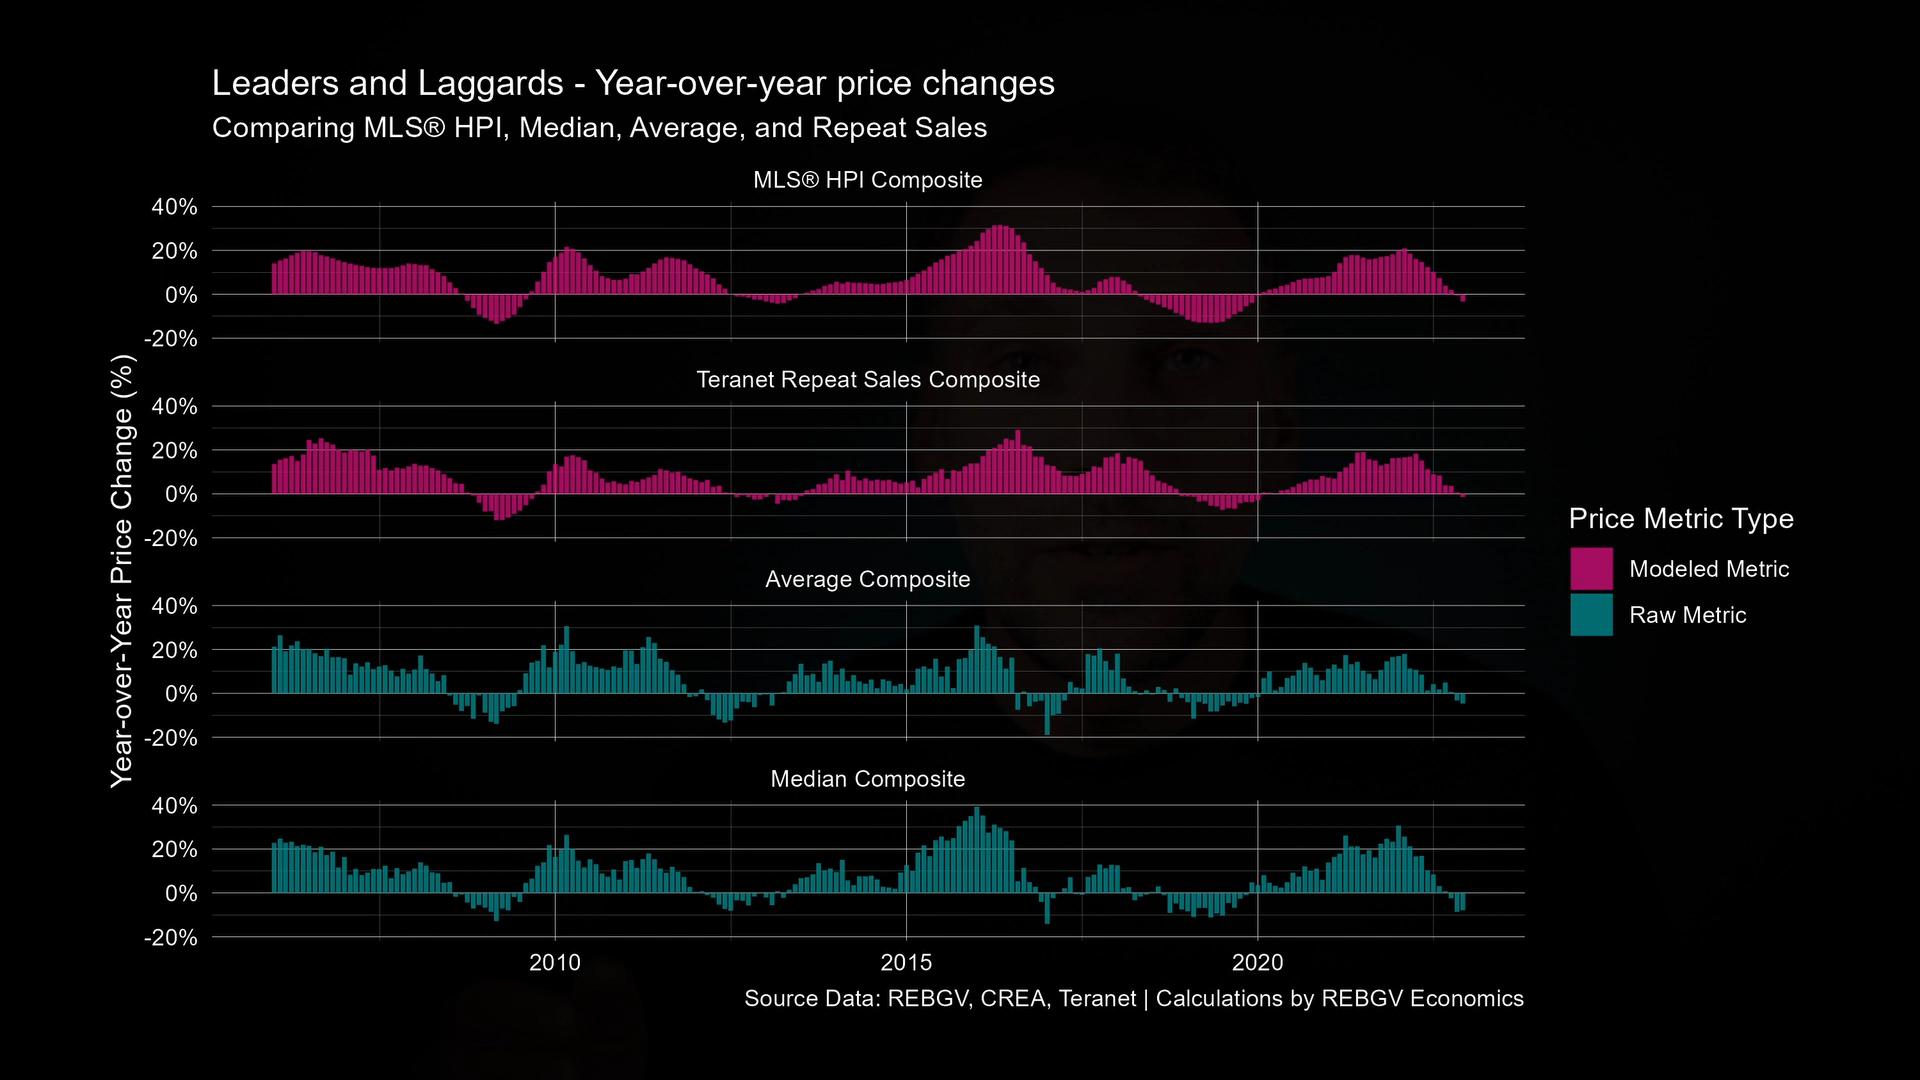 Leaders and Laggards - Year-over-year price changes
Comparing MLS® HPI, Median, Average, and Repeat Sales
Year-over-Year Price Change (%)
MLS® HPI Composite
40%
20%
0%
-20%
Teranet Repeat Sales Composite
40%
20%
0%
-20%
Average Composite
40%
20%
0%
-20%
Median Composite
40%
20%
0%
-20%
2010 2015 2020
Source Data: REBGV, CREA, Teranet | Calculations by REBGV Economics
Price Metric Type
Modeled Metric
Raw Metric